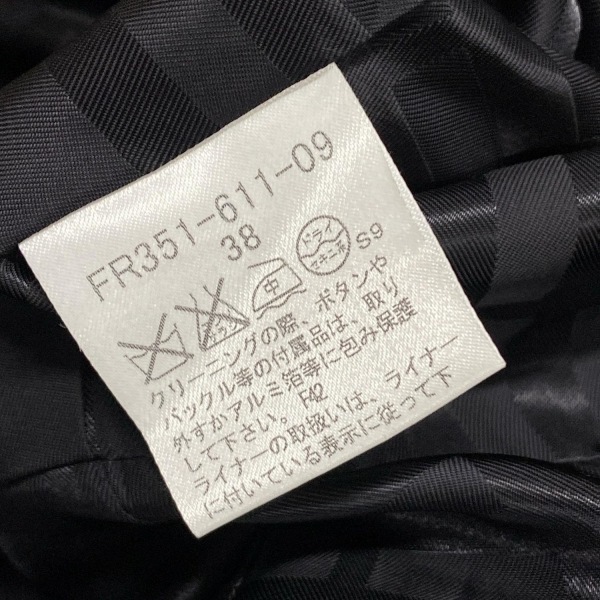 FR351-611-09
38
ドライ
セキユ系
中
S9
クリーニングの際、ボタンや
バックル等の付属品は、取り
外すかアルミ箔等に包み保護
して下さい。 F42
ライナーの取扱いは、ライナー
に付いている表示に従って下